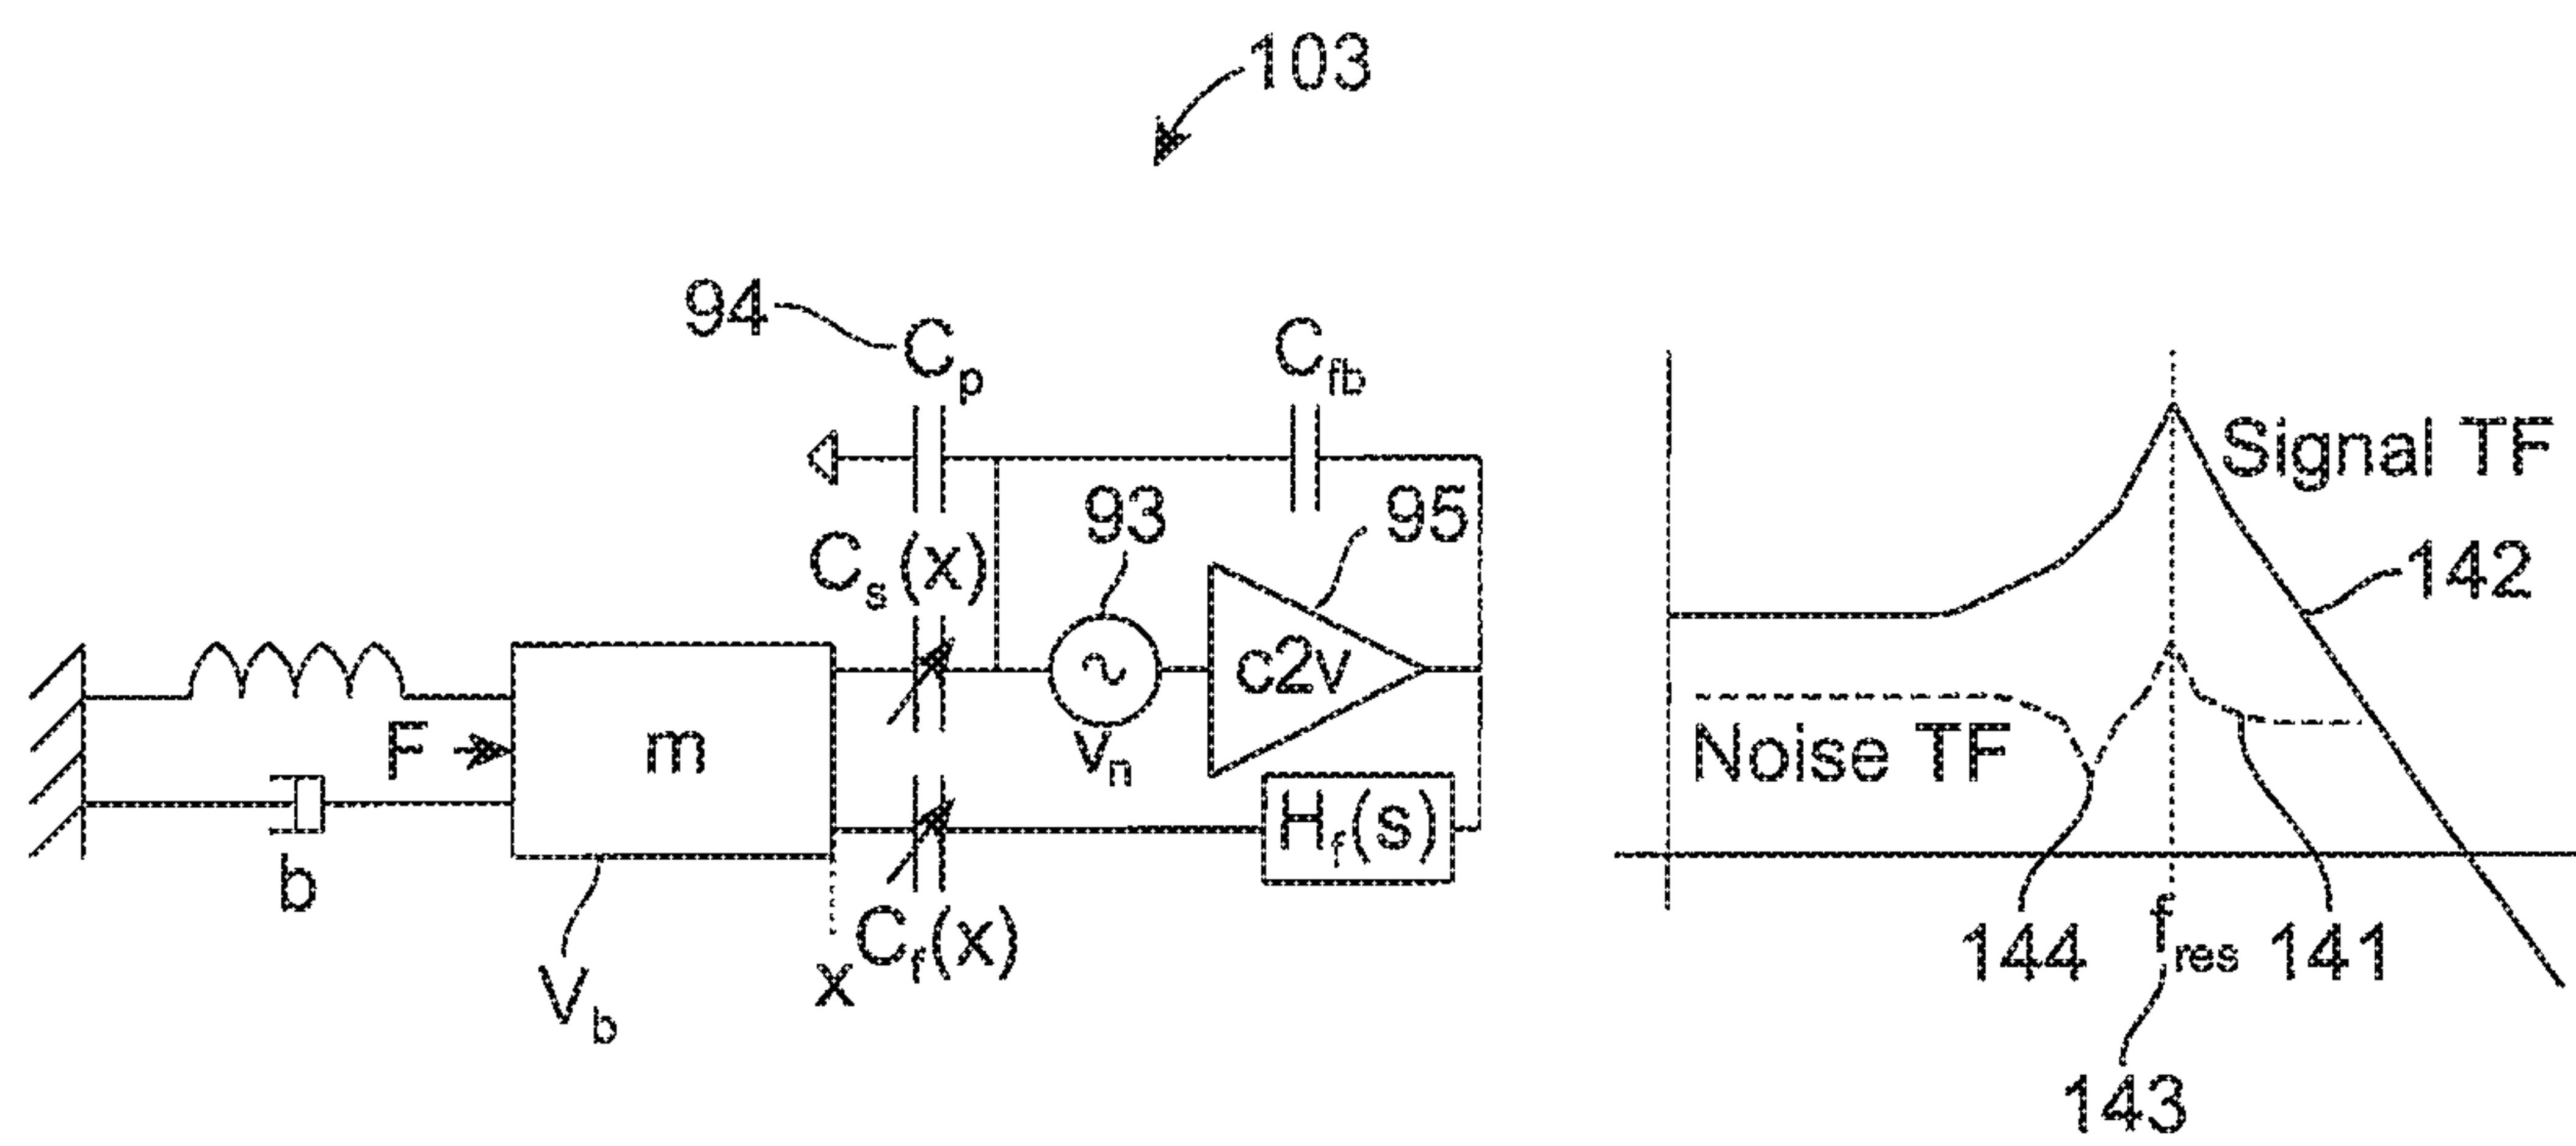 103
94
Cp
Cfb
93
95
Signal TF
Cs(x)
142
c2v
F
m
vn
Noise TF
Hf(s)
b
Cf(x)
144
fres
141
Vb
x
143